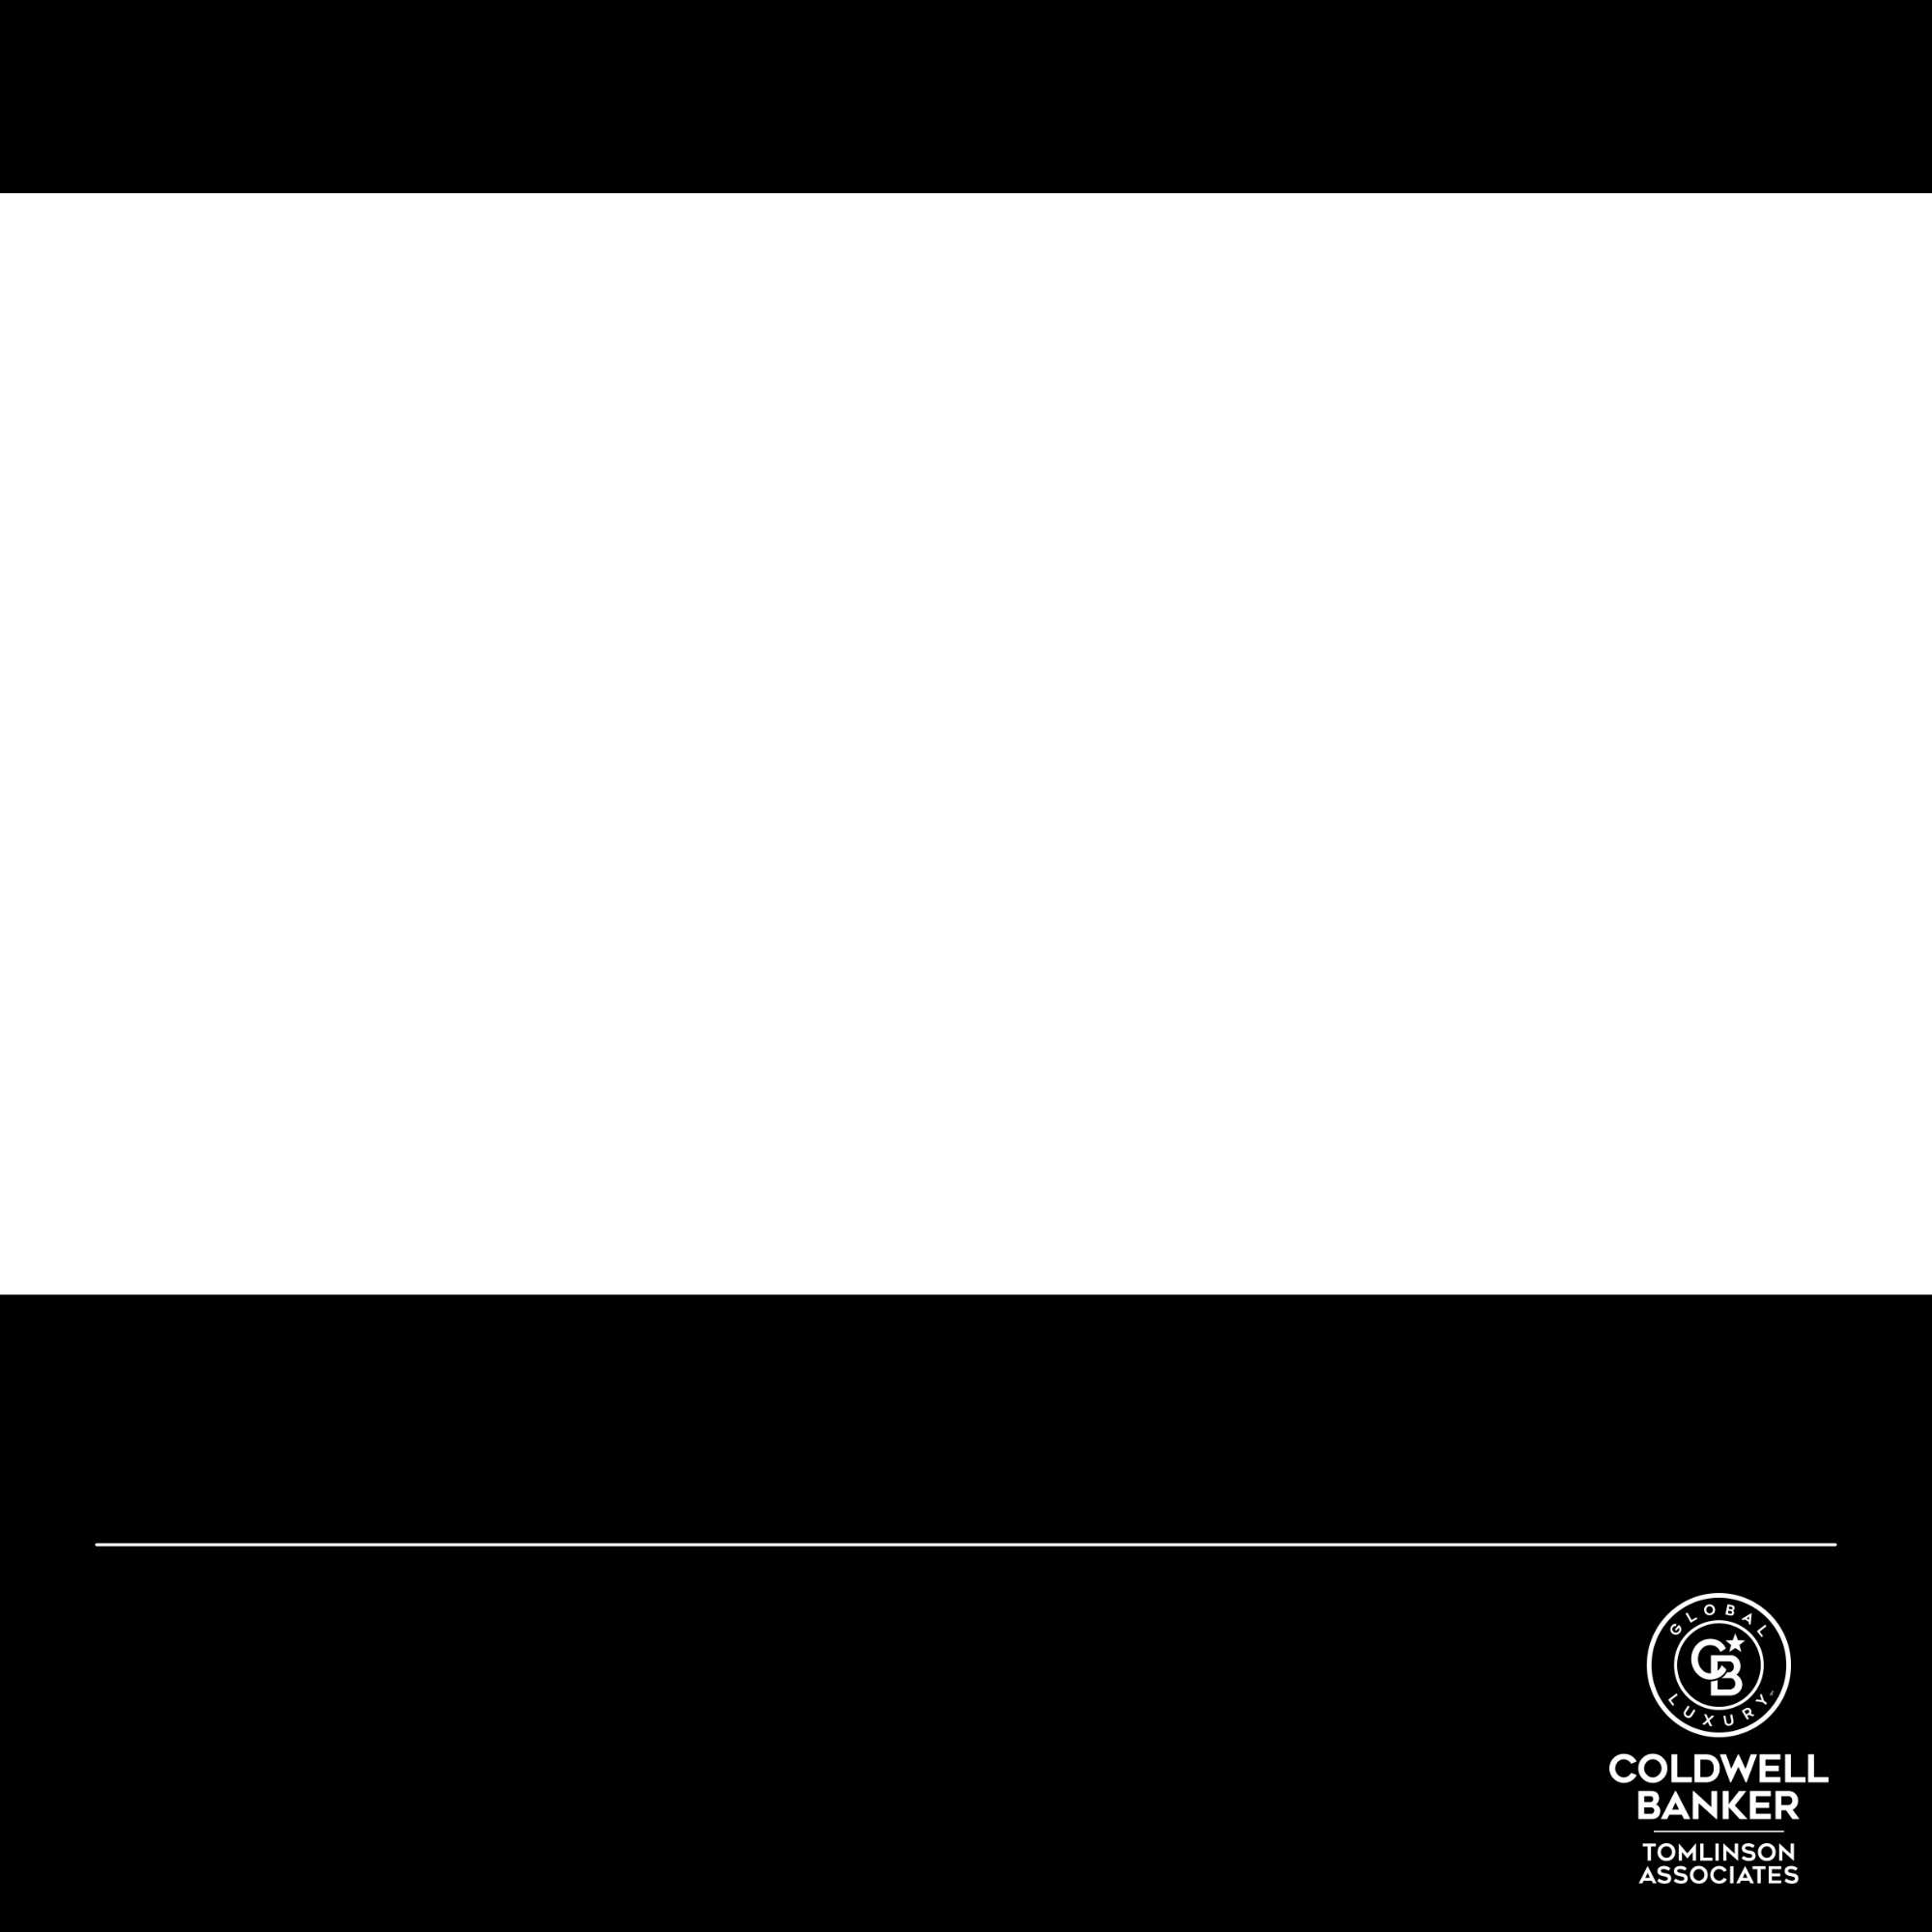 GLOBAL
LUXURY
COLDWELL
BANKER
TOMLINSON
ASSOCIATES